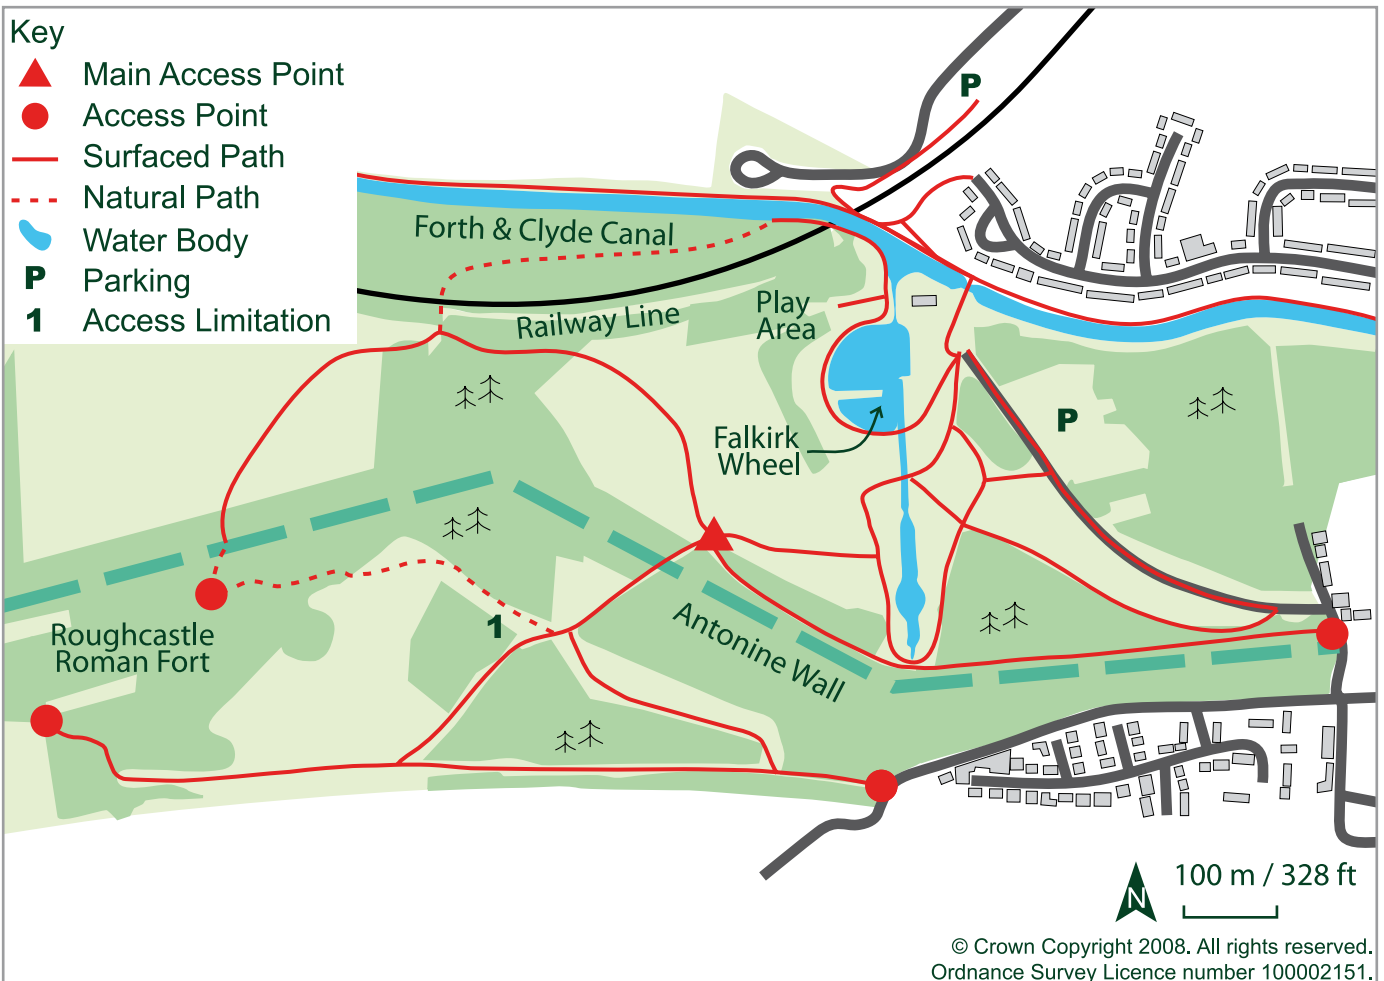 Key
Main Access Point
Access Point
Surfaced Path
Natural Path
Water Body
P Parking
1 Access Limitation
P
Forth & Clyde Canal
Railway Line
Play
Area
Falkirk
Wheel
P
1
Roughcastle
Roman Fort
Antonine Wall
N
100 m / 328 ft
© Crown Copyright 2008. All rights reserved.
Ordnance Survey Licence number 100002151.